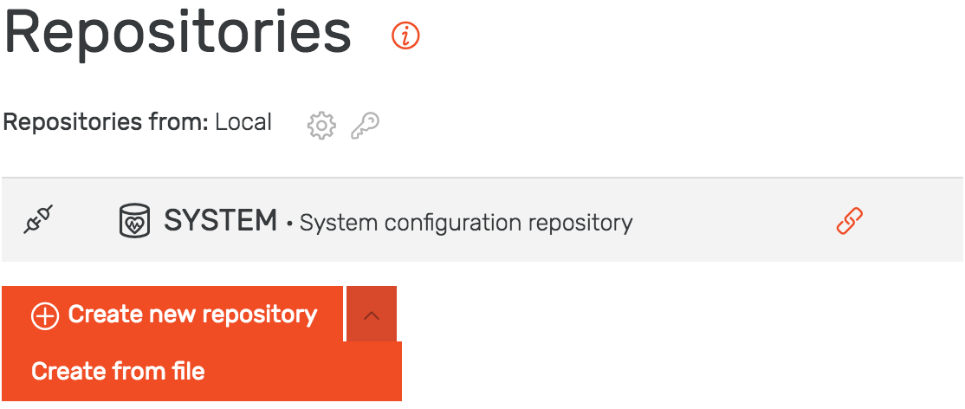 Repositories
Repositories from: Local
SYSTEM · System configuration repository
Create new repository
Create from file